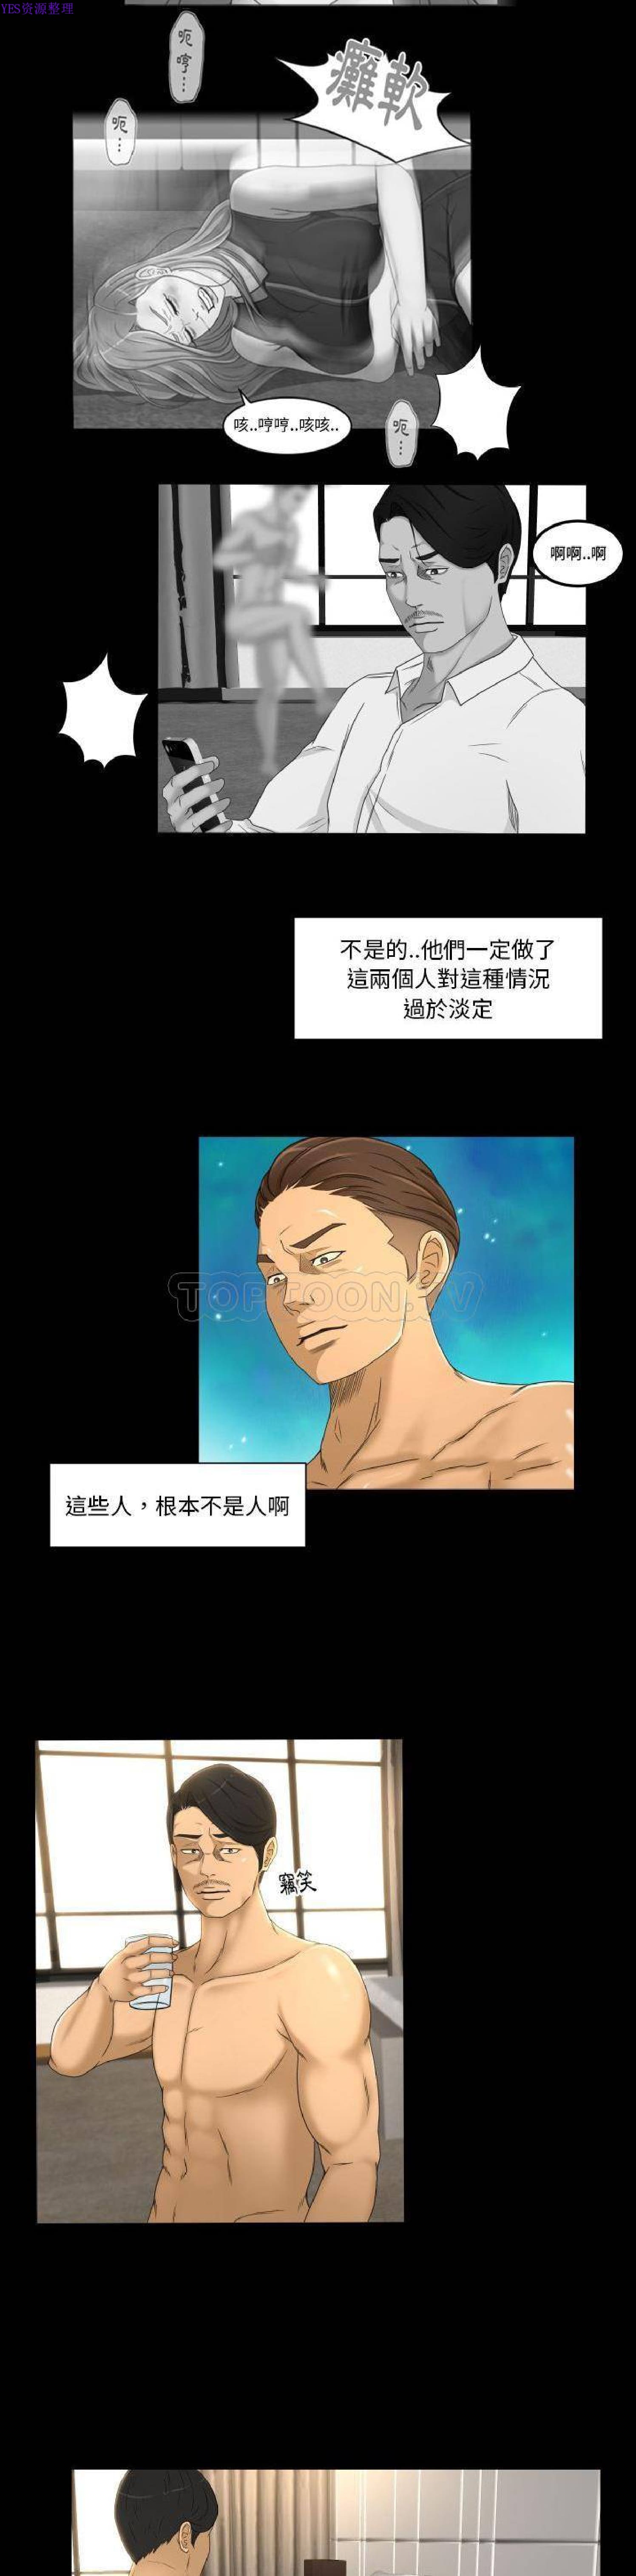 YES资源整理
呃
哼…
癱軟
呃
…
咳..哼哼..咳咳..
呃
…
啊啊..啊
不是的..他們一定做了
這兩個人對這種情況
過於淡定
TOPTOON.TV
這些人，根本不是人啊
竊笑